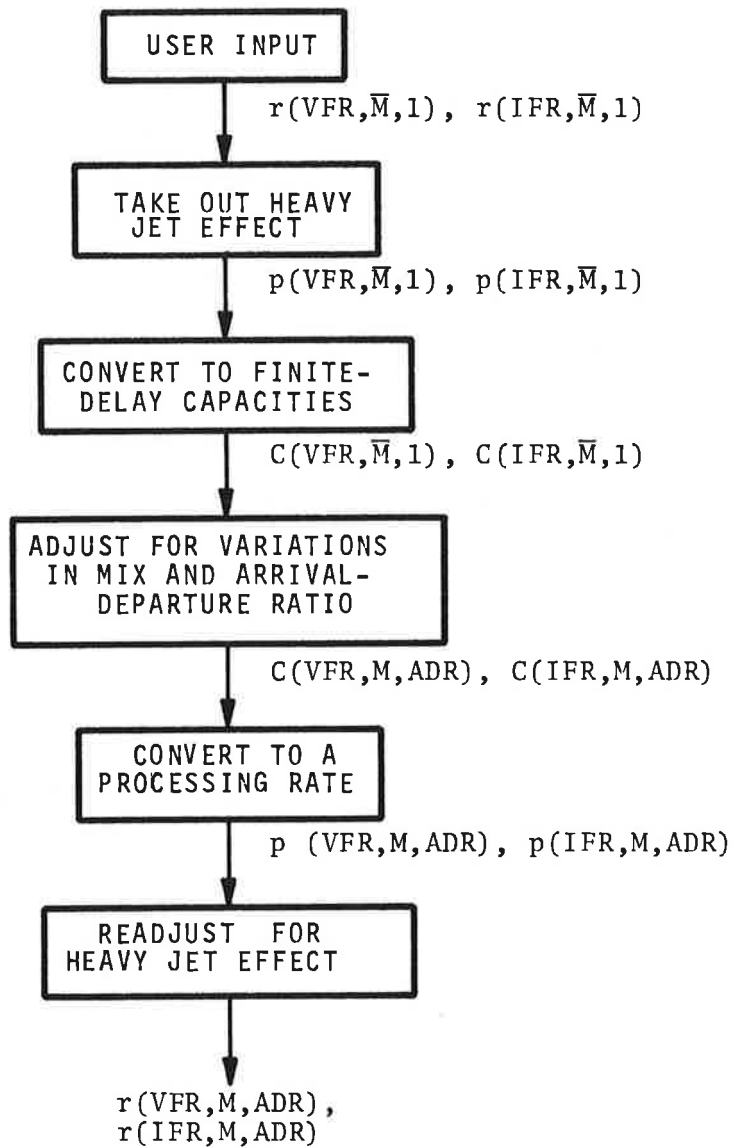 USER INPUT
r(VFR,M̅,1), r(IFR,M̅,1)
TAKE OUT HEAVY
JET EFFECT
p(VFR,M̅,1), p(IFR,M̅,1)
CONVERT TO FINITE-
DELAY CAPACITIES
C(VFR,M̅,1), C(IFR,M̅,1)
ADJUST FOR VARIATIONS
IN MIX AND ARRIVAL-
DEPARTURE RATIO
C(VFR,M,ADR), C(IFR,M,ADR)
CONVERT TO A
PROCESSING RATE
p (VFR,M,ADR), p(IFR,M,ADR)
READJUST FOR
HEAVY JET EFFECT
r(VFR,M,ADR),
r(IFR,M,ADR)